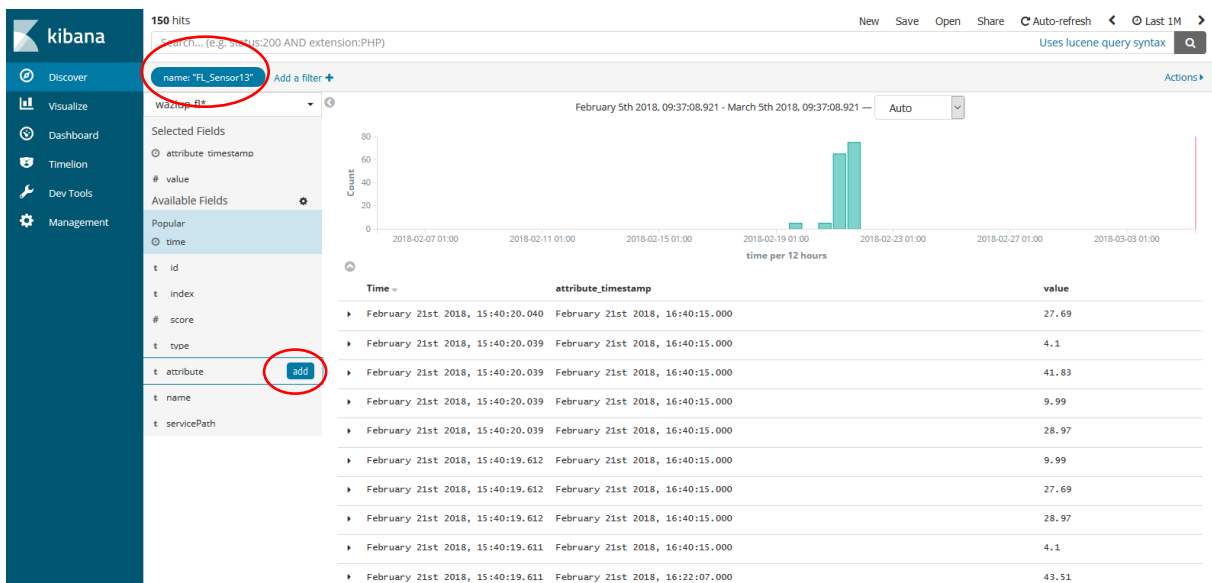 150 hits
New Save Open Share Auto-refresh Last 1M
kibana
Search... (e.g. status:200 AND extension:PHP)
Uses lucene query syntax
Discover
Visualize
Dashboard
Timelion
Dev Tools
Management
name: "FL_Sensor13" Add a filter
Actions
waziup-fl*
Selected Fields
attribute_timestamp
# value
Available Fields
Popular
time
t id
t index
# score
t type
t attribute add
t name
t servicePath
February 5th 2018, 09:37:08.921 - March 5th 2018, 09:37:08.921 — Auto
Count
80
60
40
20
0
2018-02-07 01:00 2018-02-11 01:00 2018-02-15 01:00 2018-02-19 01:00 2018-02-23 01:00 2018-02-27 01:00 2018-03-03 01:00
time per 12 hours
Time attribute_timestamp value
February 21st 2018, 15:40:20.040 February 21st 2018, 16:40:15.000 27.69
February 21st 2018, 15:40:20.039 February 21st 2018, 16:40:15.000 4.1
February 21st 2018, 15:40:20.039 February 21st 2018, 16:40:15.000 41.83
February 21st 2018, 15:40:20.039 February 21st 2018, 16:40:15.000 9.99
February 21st 2018, 15:40:20.039 February 21st 2018, 16:40:15.000 28.97
February 21st 2018, 15:40:19.612 February 21st 2018, 16:40:15.000 9.99
February 21st 2018, 15:40:19.612 February 21st 2018, 16:40:15.000 27.69
February 21st 2018, 15:40:19.612 February 21st 2018, 16:40:15.000 28.97
February 21st 2018, 15:40:19.611 February 21st 2018, 16:40:15.000 4.1
February 21st 2018, 15:40:19.611 February 21st 2018, 16:22:07.000 43.51